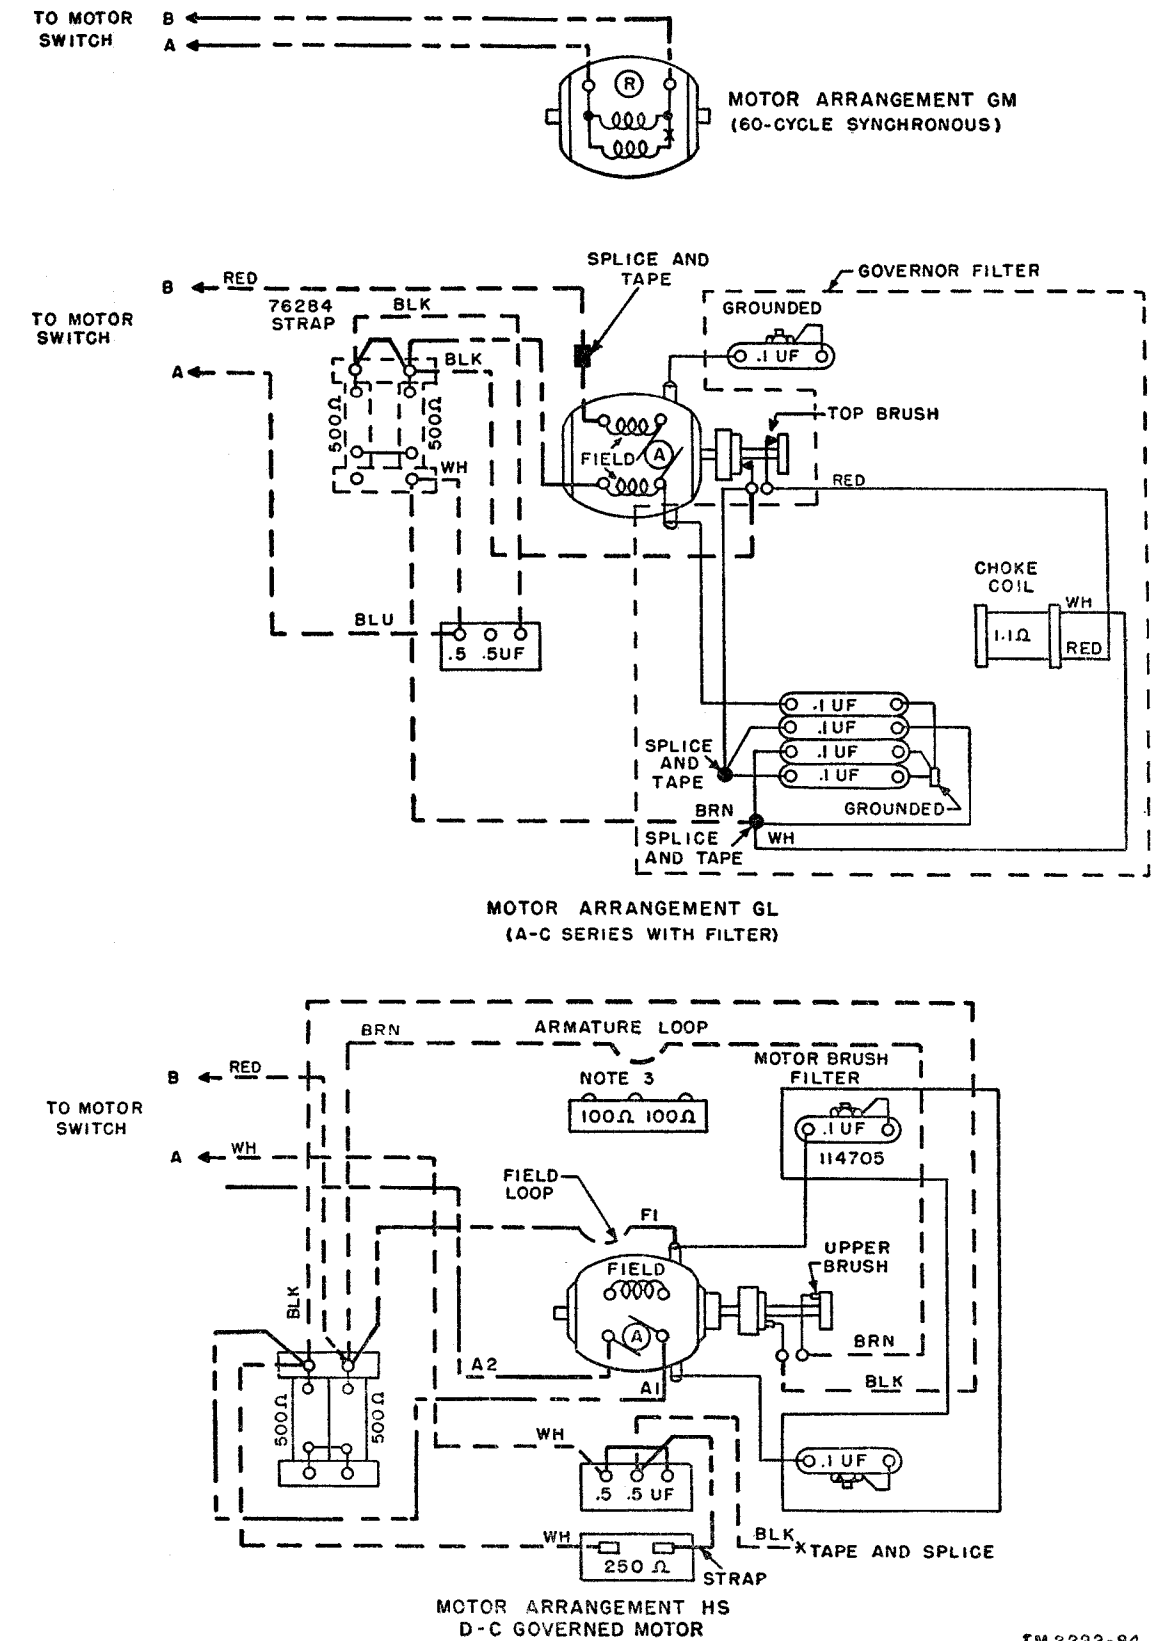 TO MOTOR
SWITCH
B
A
R
MOTOR ARRANGEMENT GM
(60-CYCLE SYNCHRONOUS)
X
SPLICE AND
TAPE
GOVERNOR FILTER
B
RED
76284
STRAP
BLK
GROUNDED
TO MOTOR
SWITCH
.1 UF
A
BLK
500Ω
500Ω
TOP BRUSH
FIELD
A
WH
RED
CHOKE
COIL
WH
1.1Ω
RED
BLU
.5 .5UF
.1 UF
.1 UF
.1 UF
.1 UF
SPLICE
AND
TAPE
GROUNDED
BRN
SPLICE
AND TAPE
WH
MOTOR ARRANGEMENT GL
(A-C SERIES WITH FILTER)
BRN
ARMATURE LOOP
MOTOR BRUSH
FILTER
B
RED
NOTE 3
100Ω 100Ω
TO MOTOR
SWITCH
.1 UF
114705
A
WH
FIELD
LOOP
F1
UPPER
BRUSH
FIELD
BLK
A
BRN
A2
A1
BLK
500Ω
500Ω
WH
.1 UF
.5 .5 UF
WH
BLK
X TAPE AND SPLICE
250 Ω
STRAP
MOTOR ARRANGEMENT HS
D-C GOVERNED MOTOR